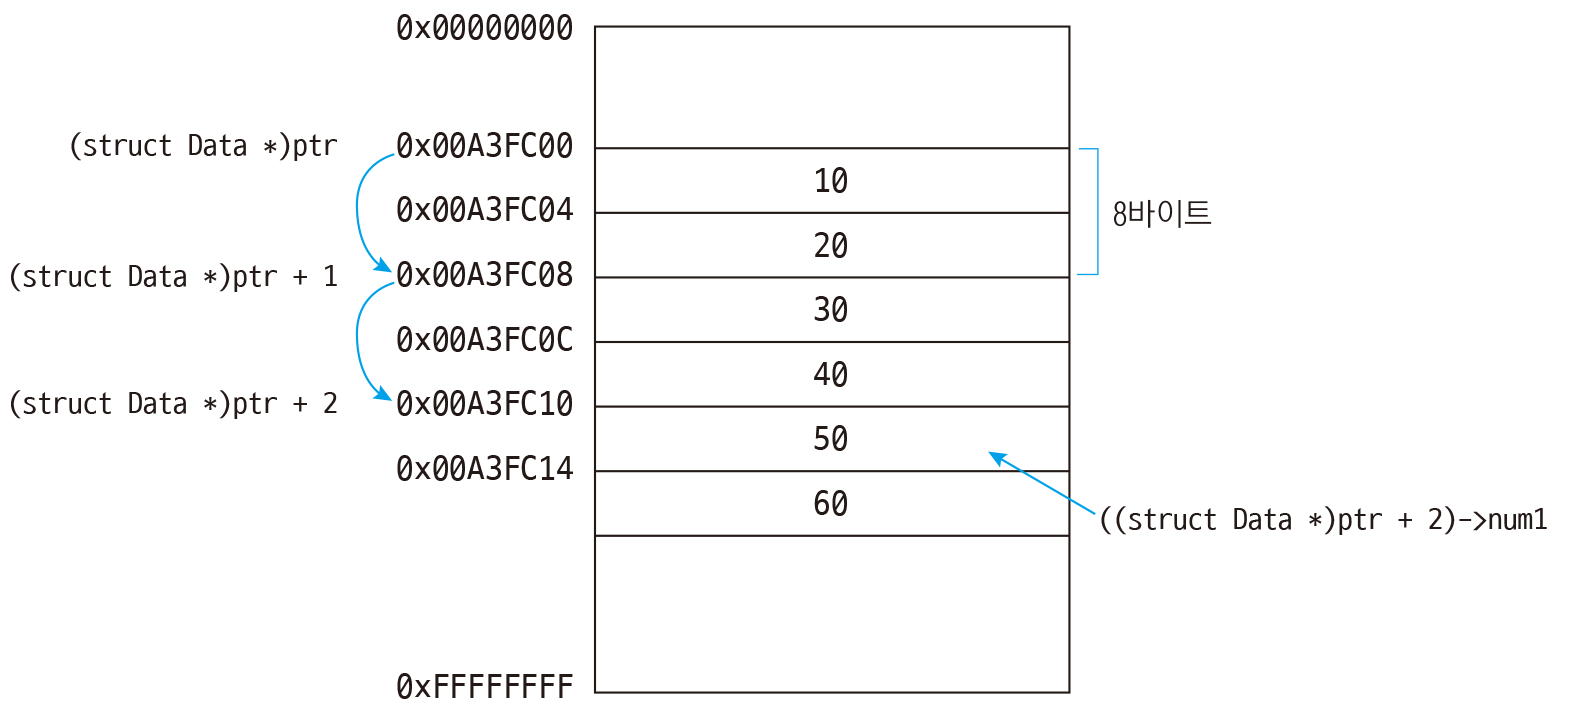 0x00000000
(struct Data *)ptr 0x00A3FC00
10
0x00A3FC04
8바이트
20
(struct Data *)ptr + 1 0x00A3FC08
30
0x00A3FC0C
40
(struct Data *)ptr + 2 0x00A3FC10
50
0x00A3FC14
60
((struct Data *)ptr + 2)->num1
0xFFFFFFFF